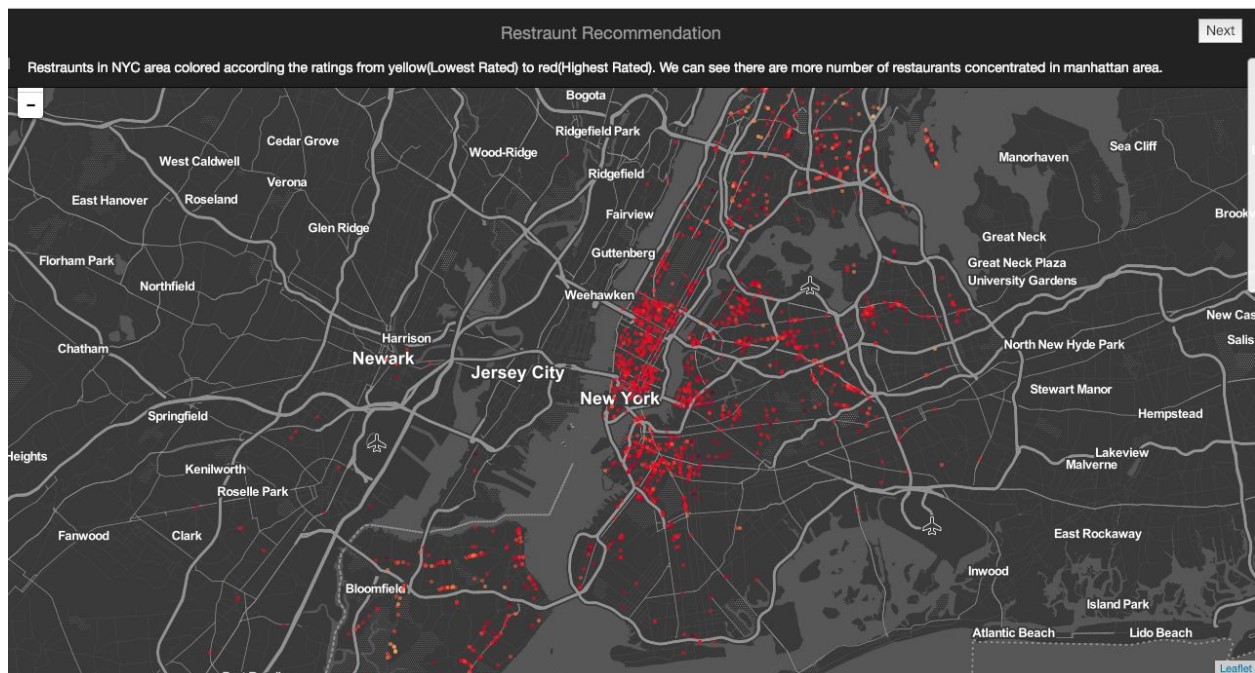 Restraunt Recommendation
Next
Restraunts in NYC area colored according the ratings from yellow(Lowest Rated) to red(Highest Rated). We can see there are more number of restaurants concentrated in manhattan area.
-
Bogota
Ridgefield Park
Cedar Grove
Wood-Ridge
West Caldwell
Sea Cliff
Manorhaven
Ridgefield
Verona
East Hanover
Roseland
Fairview
Glen Ridge
Great Neck
Guttenberg
Florham Park
Great Neck Plaza
University Gardens
Northfield
Weehawken
Harrison
Chatham
Newark
North New Hyde Park
Jersey City
New York
Stewart Manor
Springfield
Hempstead
Heights
Lakeview
Malverne
Kenilworth
Roselle Park
Fanwood
Clark
East Rockaway
Inwood
Bloomfield
Island Park
Atlantic Beach
Lido Beach
Leaflet